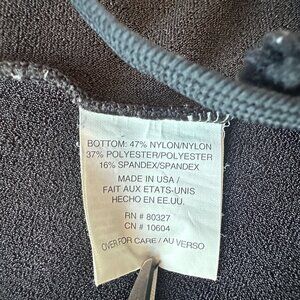 BOTTOM: 47% NYLON/NYLON
37% POLYESTER/POLYESTER
16% SPANDEX/SPANDEX
MADE IN USA /
FAIT AUX ETATS-UNIS
HECHO EN EE.UU.
RN # 80327
CN # 10604
OVER FOR CARE / AU VERSO